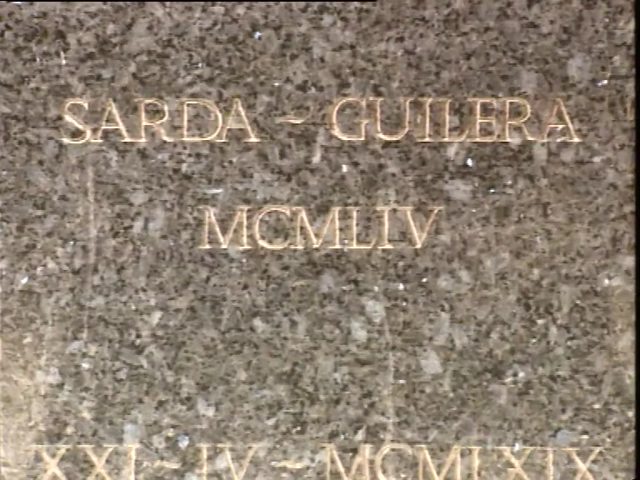 SARDA - GUILERA
MCMLIV
XXI - IV - MCMLXIX